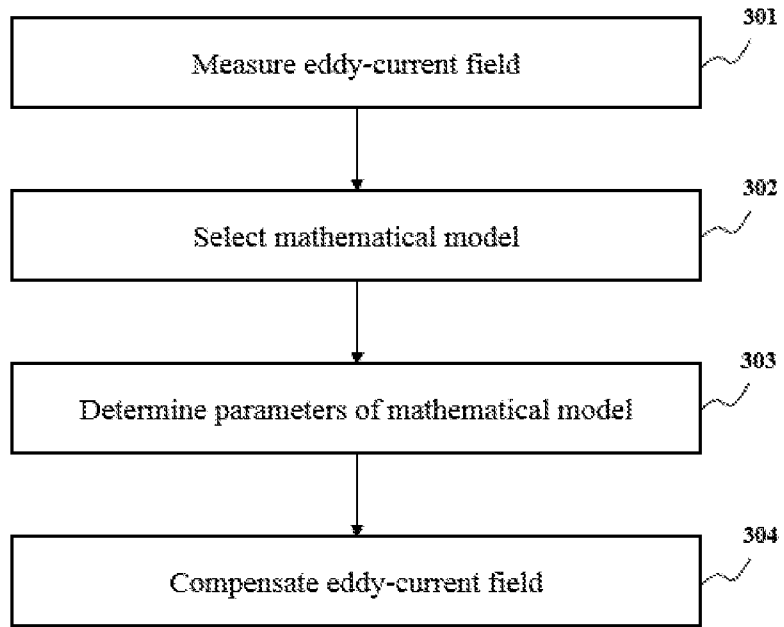 301
Measure eddy-current field
302
Select mathematical model
303
Determine parameters of mathematical model
304
Compensate eddy-current field